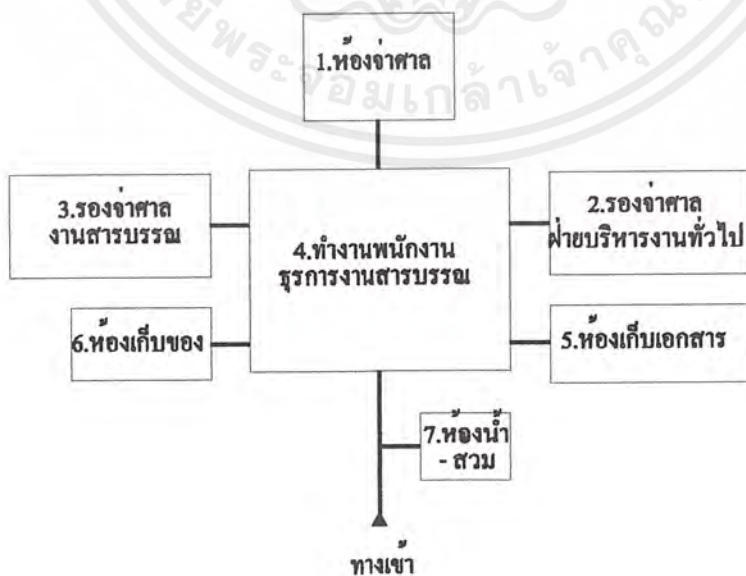 1.ห้องจ่าศาล
3.รองจ่าศาล
งานสารบรรณ
2.รองจ่าศาล
ฝ่ายบริหารงานทั่วไป
4.ทำงานพนักงาน
ธุรการงานสารบรรณ
6.ห้องเก็บของ
5.ห้องเก็บเอกสาร
7.ห้องน้ำ
- สวม
ทางเข้า